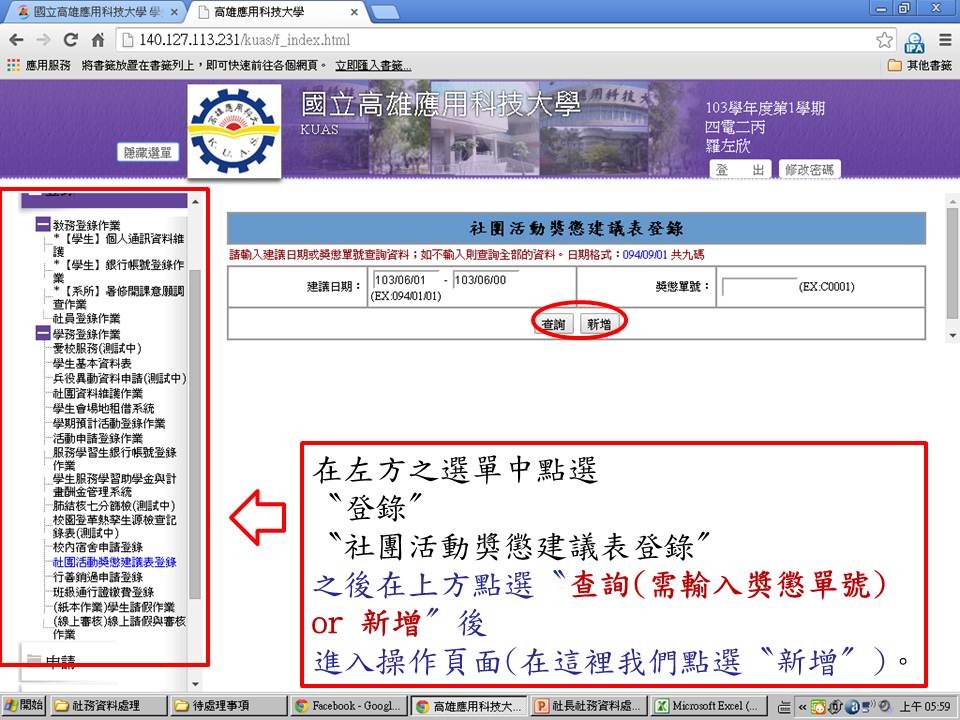 國立高雄應用科技大學 學
高雄應用科技大學
140.127.113.231/kuas/f_index.html
應用服務 將書籤放置在書籤列上，即可快速前往各個網頁。 立即匯入書籤...
其他書籤
隱藏選單
國立高雄應用科技大學
KUAS
103學年度第1學期
四電二丙
羅左欣
登 出 修改密碼
教務登錄作業
*【學生】個人通訊資料維
護
*【學生】銀行帳號登錄作
業
*【系所】暑修開課意願調
查作業
社員登錄作業
學務登錄作業
愛校服務(測試中)
學生基本資料表
兵役異動資料申請(測試中)
社團資料維護作業
學生會場地租借系統
學期預計活動登錄作業
活動申請登錄作業
服務學習生銀行帳號登錄
作業
學生服務學習助學金與計
畫酬金管理系統
肺結核七分篩檢(測試中)
校園登革熱孳生源檢查記
錄表(測試中)
校內宿舍申請登錄
社團活動獎懲建議表登錄
行善銷過申請登錄
班級通行證繳費登錄
(紙本作業)學生請假作業
(線上審核)線上請假與審核
作業
申請
社團活動獎懲建議表登錄
請輸入建議日期或獎懲單號查詢資料；如不輸入則查詢全部的資料。日期格式：094/09/01 共九碼
建議日期： 103/06/01 - 103/06/00
(EX:094/01/01)
獎懲單號： (EX:C0001)
查詢 新增
在左方之選單中點選
〝登錄〞
〝社團活動獎懲建議表登錄〞
之後在上方點選〝查詢(需輸入獎懲單號)
or 新增〞後
進入操作頁面(在這裡我們點選〝新增〞)。
開始 社務資料處理 待處理事項 Facebook - Googl... 高雄應用科技大... 社長社務資料處... Microsoft Excel (... 上午 05:59